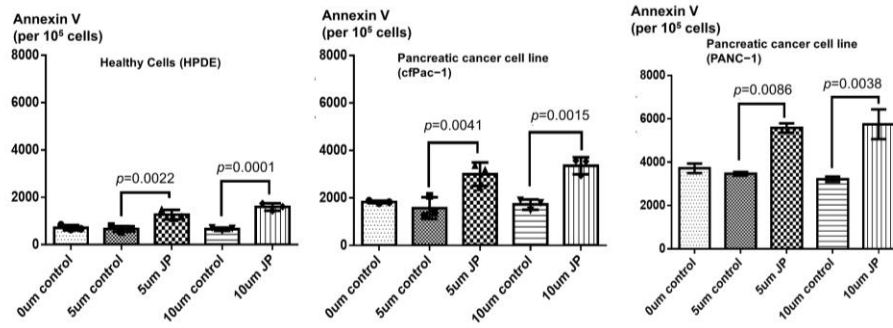 Annexin V
(per 10⁵ cells)
Healthy Cells (HPDE)
8000
6000
4000
2000
0
p=0.0022
p=0.0001
0um control
5um control
5um JP
10um control
10um JP
Annexin V
(per 10⁵ cells)
Pancreatic cancer cell line
(cfPac−1)
8000
6000
4000
2000
0
p=0.0041
p=0.0015
0um control
5um control
5um JP
10um control
10um JP
Annexin V
(per 10⁵ cells)
Pancreatic cancer cell line
(PANC−1)
8000
6000
4000
2000
0
p=0.0086
p=0.0038
0um control
5um control
5um JP
10um control
10um JP